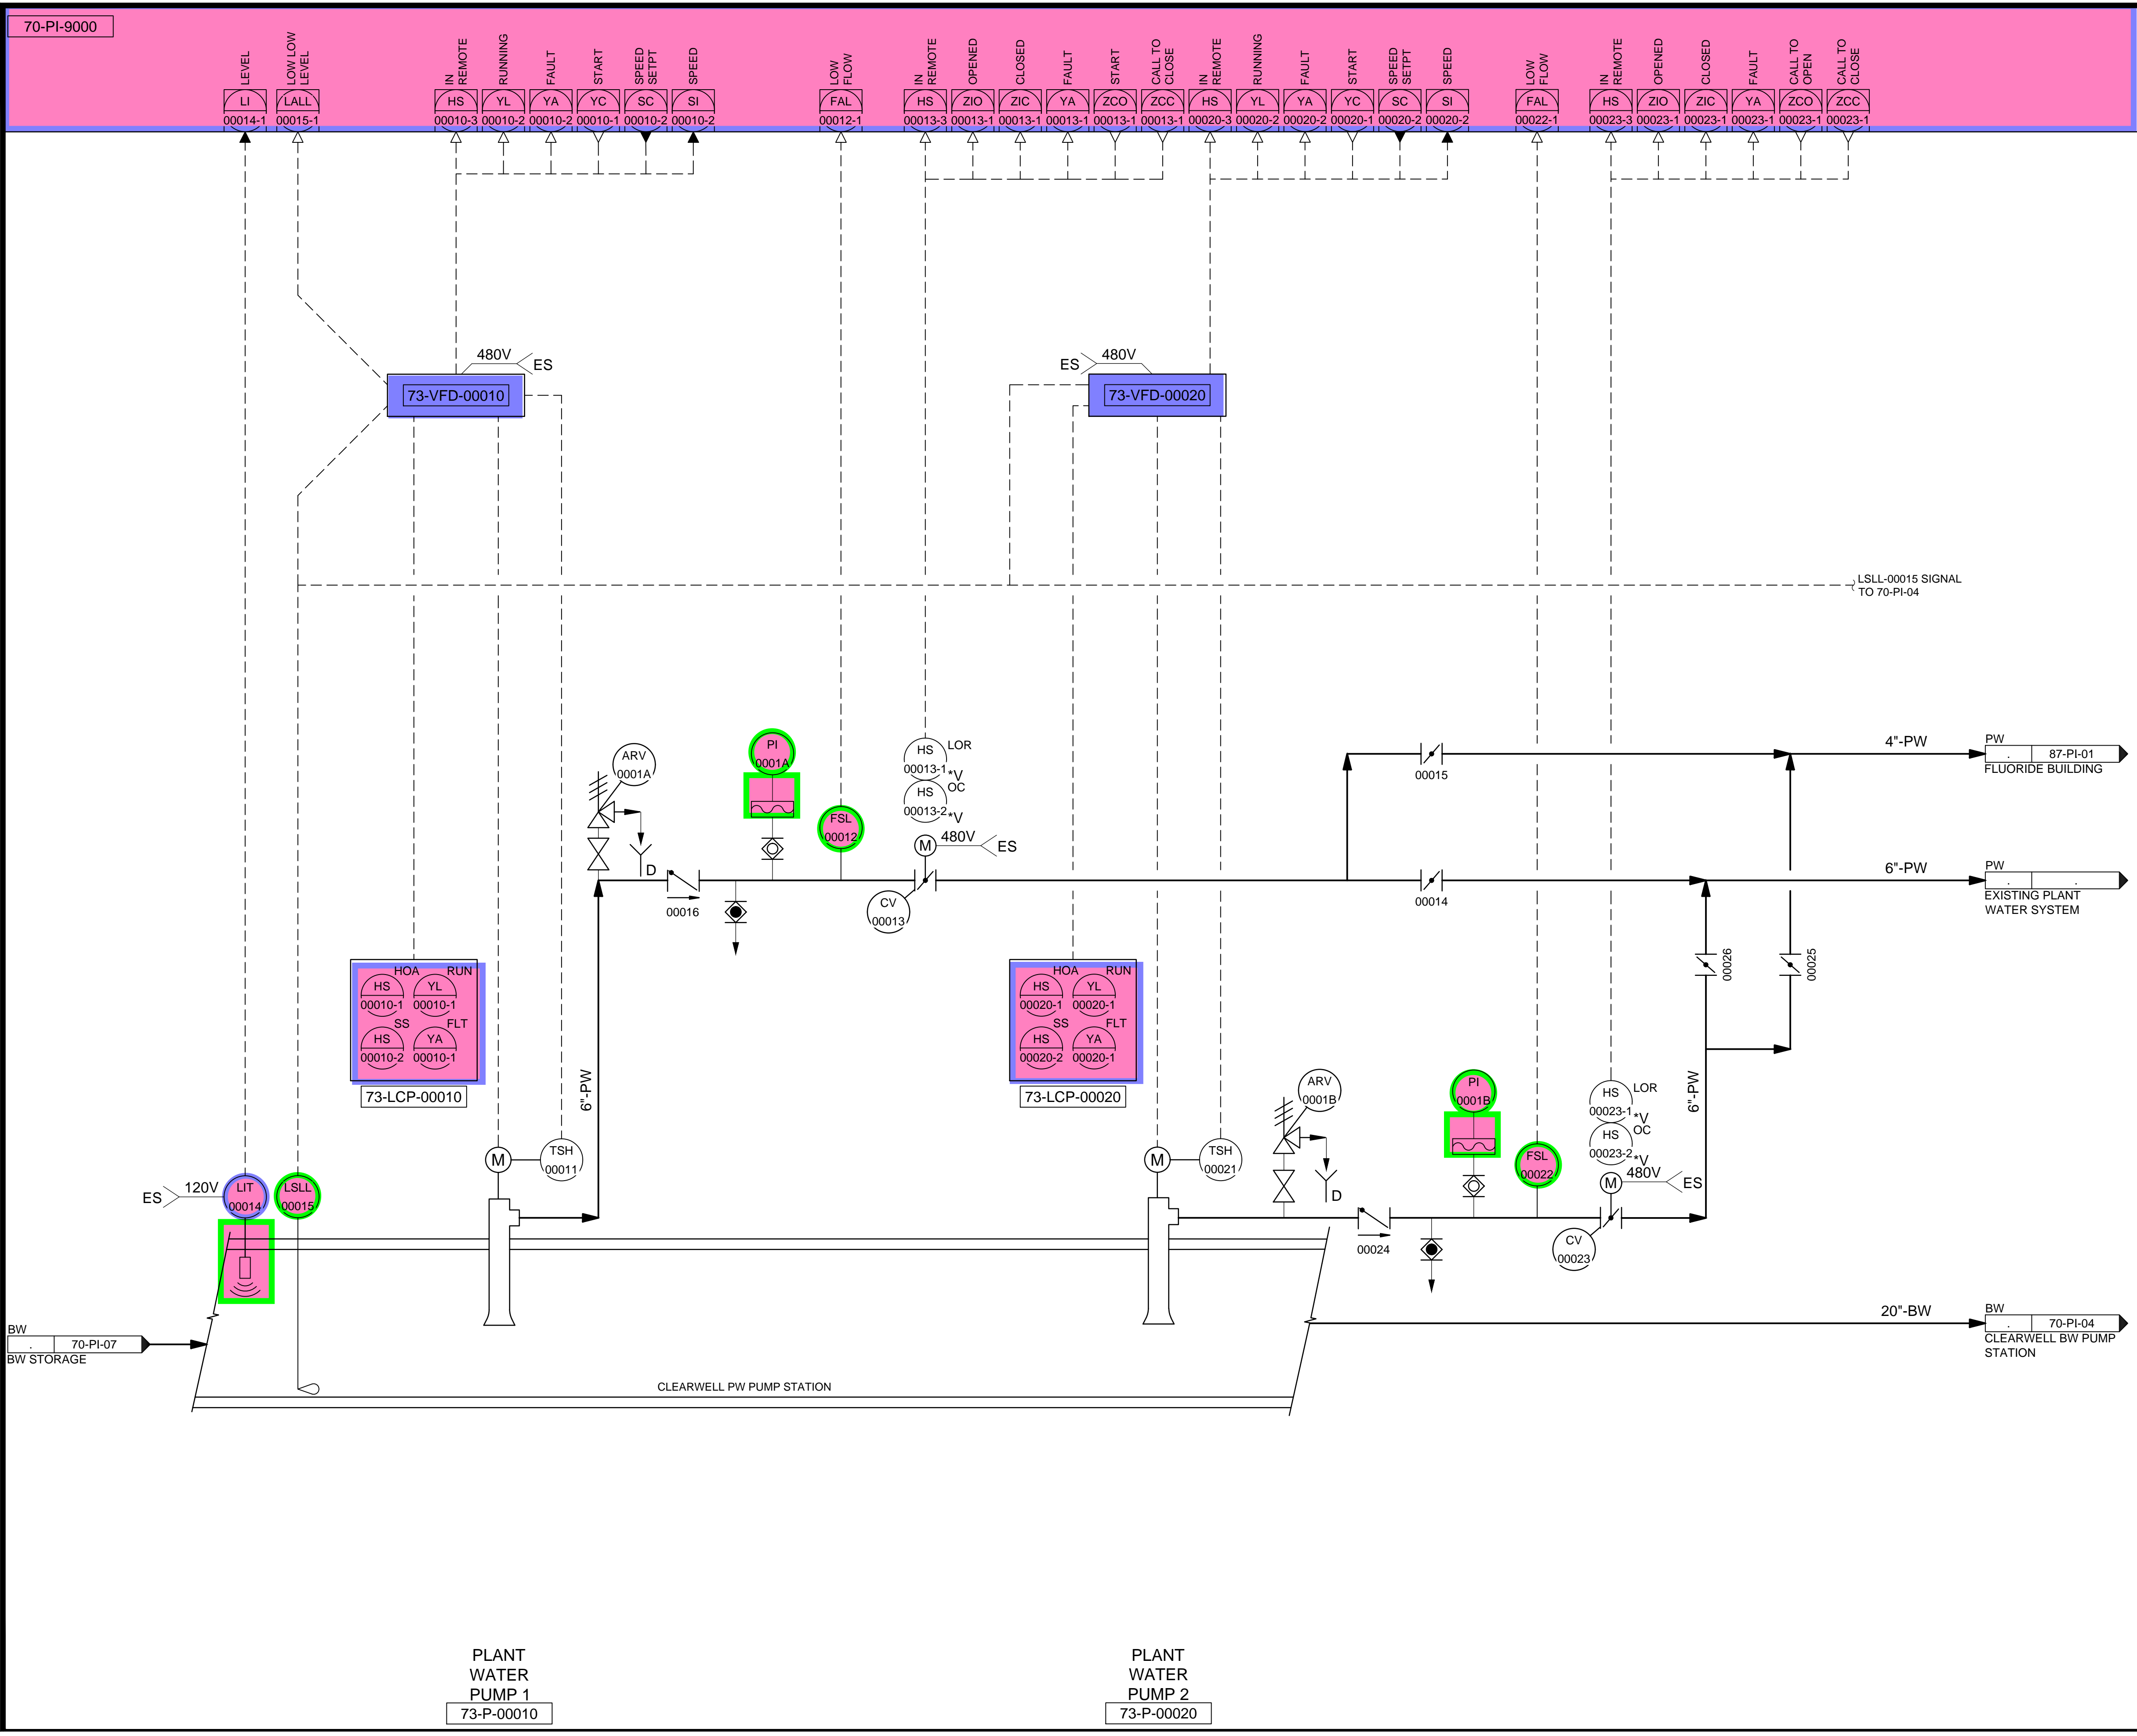 70-PI-9000
LEVEL
LOW LOW
LEVEL
IN
REMOTE
RUNNING
FAULT
START
SPEED
SETPT
SPEED
LOW
FLOW
IN
REMOTE
OPENED
CLOSED
FAULT
START
CALL TO
CLOSE
IN
REMOTE
RUNNING
FAULT
START
SPEED
SETPT
SPEED
LOW
FLOW
IN
REMOTE
OPENED
CLOSED
FAULT
CALL TO
OPEN
CALL TO
CLOSE
LI LALL HS YL YA YC SC SI FAL HS ZIO ZIC YA ZCO ZCC HS YL YA YC SC SI FAL HS ZIO ZIC YA ZCO ZCC
00014-1 00015-1 00010-3 00010-2 00010-2 00010-1 00010-2 00010-2 00012-1 00013-3 00013-1 00013-1 00013-1 00013-1 00013-1 00020-3 00020-2 00020-2 00020-1 00020-2 00020-2 00022-1 00023-3 00023-1 00023-1 00023-1 00023-1 00023-1
480V
ES
73-VFD-00010
ES
480V
73-VFD-00020
LSLL-00015 SIGNAL
TO 70-PI-04
ARV
0001A
D
00016
PI
0001A
FSL
00012
HS LOR
00013-1 *V
HS OC
00013-2 *V
M 480V ES
CV
00013
00015
4"-PW
PW
. 87-PI-01
FLUORIDE BUILDING
00014
6"-PW
PW
. .
EXISTING PLANT
WATER SYSTEM
00026
00025
HOA RUN
HS YL
00010-1 00010-1
SS FLT
HS YA
00010-2 00010-1
73-LCP-00010
6"-PW
M
TSH
00011
HOA RUN
HS YL
00020-1 00020-1
SS FLT
HS YA
00020-2 00020-1
73-LCP-00020
M
TSH
00021
ARV
0001B
D
00024
PI
0001B
FSL
00022
HS LOR
00023-1 *V
HS OC
00023-2 *V
M 480V ES
CV
00023
6"-PW
ES 120V
LIT
00014
LSLL
00015
BW
. 70-PI-07
BW STORAGE
CLEARWELL PW PUMP STATION
20"-BW
BW
. 70-PI-04
CLEARWELL BW PUMP
STATION
PLANT
WATER
PUMP 1
73-P-00010
PLANT
WATER
PUMP 2
73-P-00020